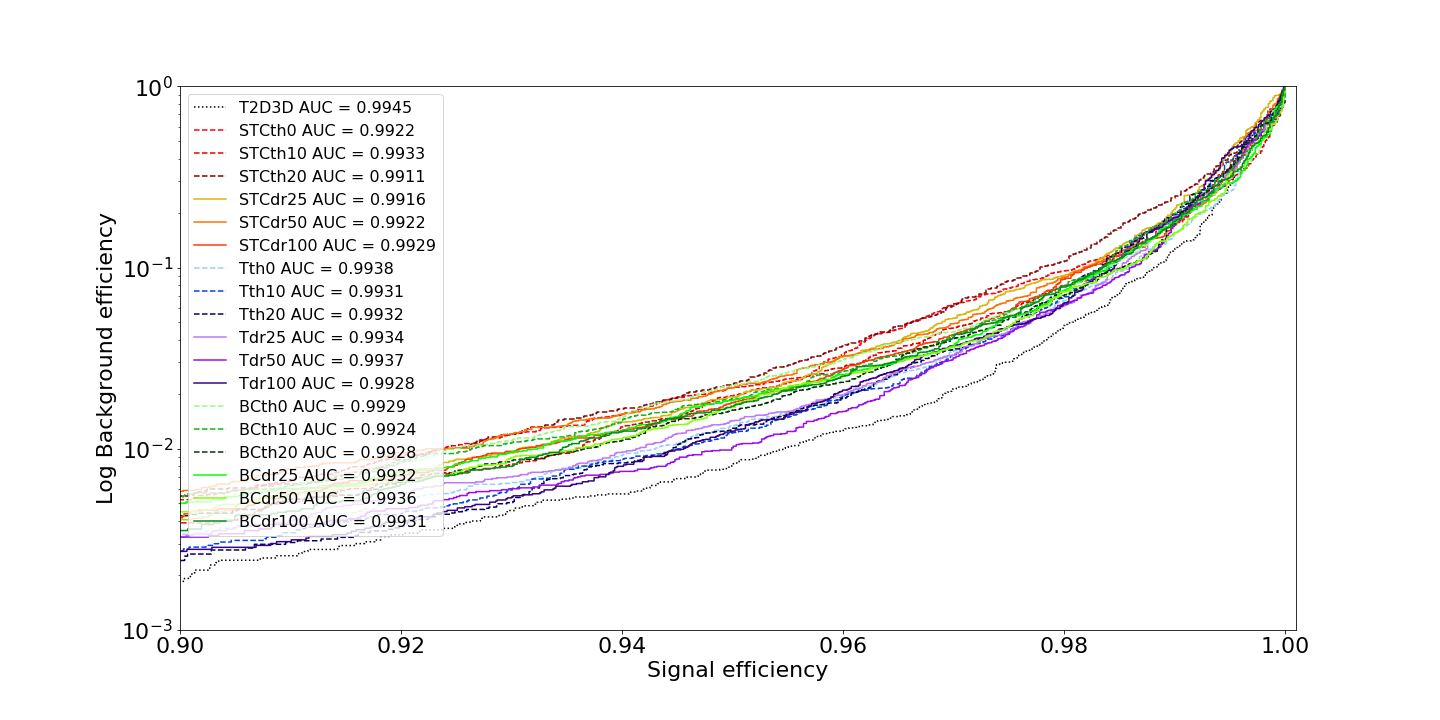 10^0
10^-1
10^-2
10^-3
Log Background efficiency
T2D3D AUC = 0.9945
STCth0 AUC = 0.9922
STCth10 AUC = 0.9933
STCth20 AUC = 0.9911
STCdr25 AUC = 0.9916
STCdr50 AUC = 0.9922
STCdr100 AUC = 0.9929
Tth0 AUC = 0.9938
Tth10 AUC = 0.9931
Tth20 AUC = 0.9932
Tdr25 AUC = 0.9934
Tdr50 AUC = 0.9937
Tdr100 AUC = 0.9928
BCth0 AUC = 0.9929
BCth10 AUC = 0.9924
BCth20 AUC = 0.9928
BCdr25 AUC = 0.9932
BCdr50 AUC = 0.9936
BCdr100 AUC = 0.9931
0.90 0.92 0.94 0.96 0.98 1.00
Signal efficiency